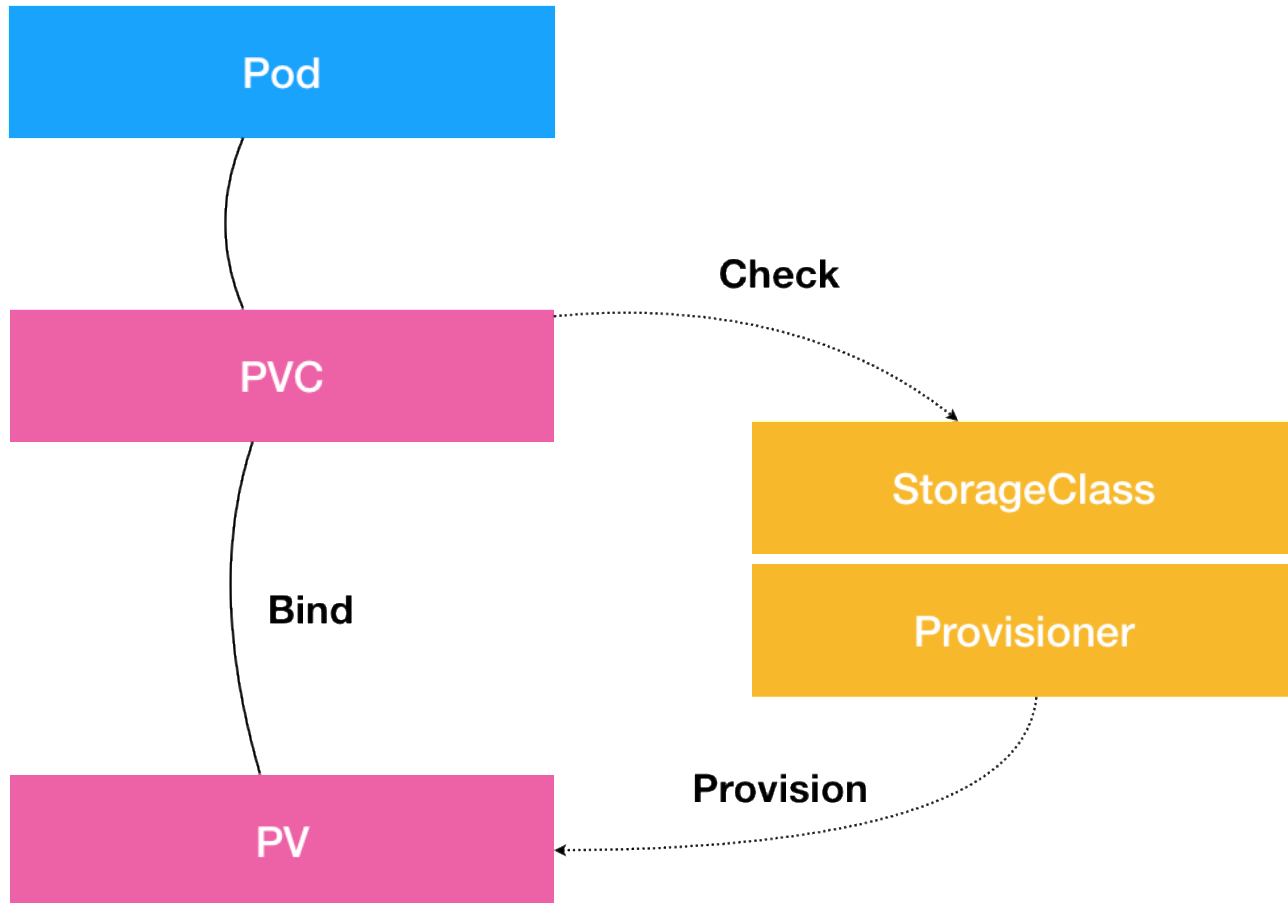 Pod
Check
PVC
StorageClass
Bind
Provisioner
Provision
PV